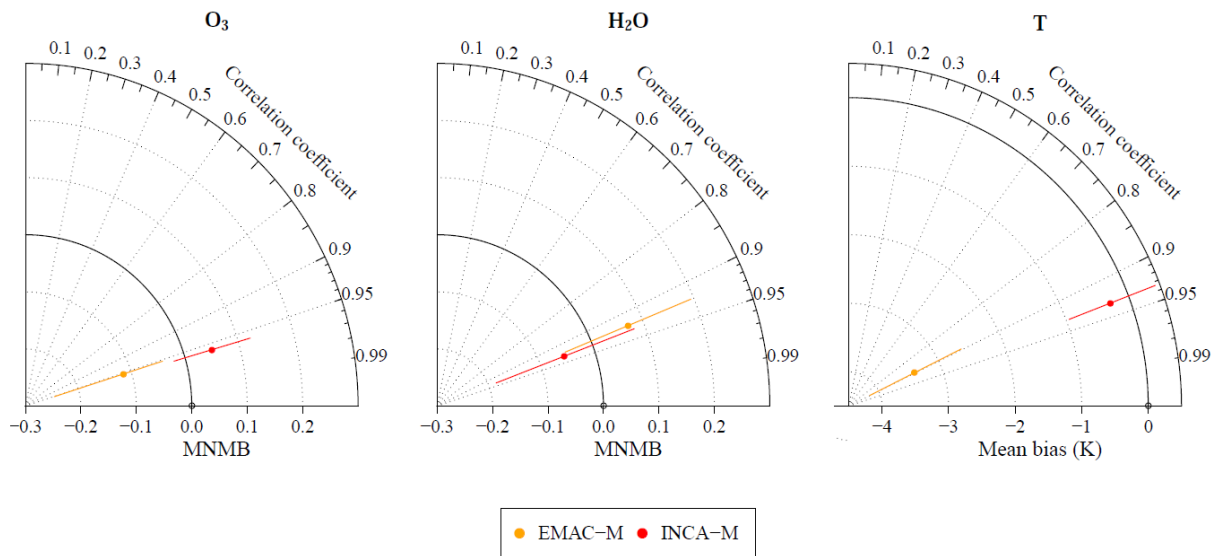 O₃
0.1
0.2
0.3
0.4
0.5
0.6
0.7
0.8
0.9
0.95
0.99
Correlation coefficient
−0.3 −0.2 −0.1 0.0 0.1 0.2
MNMB
H₂O
0.1
0.2
0.3
0.4
0.5
0.6
0.7
0.8
0.9
0.95
0.99
Correlation coefficient
−0.3 −0.2 −0.1 0.0 0.1 0.2
MNMB
T
0.1
0.2
0.3
0.4
0.5
0.6
0.7
0.8
0.9
0.95
0.99
Correlation coefficient
−4 −3 −2 −1 0
Mean bias (K)
EMAC−M INCA−M